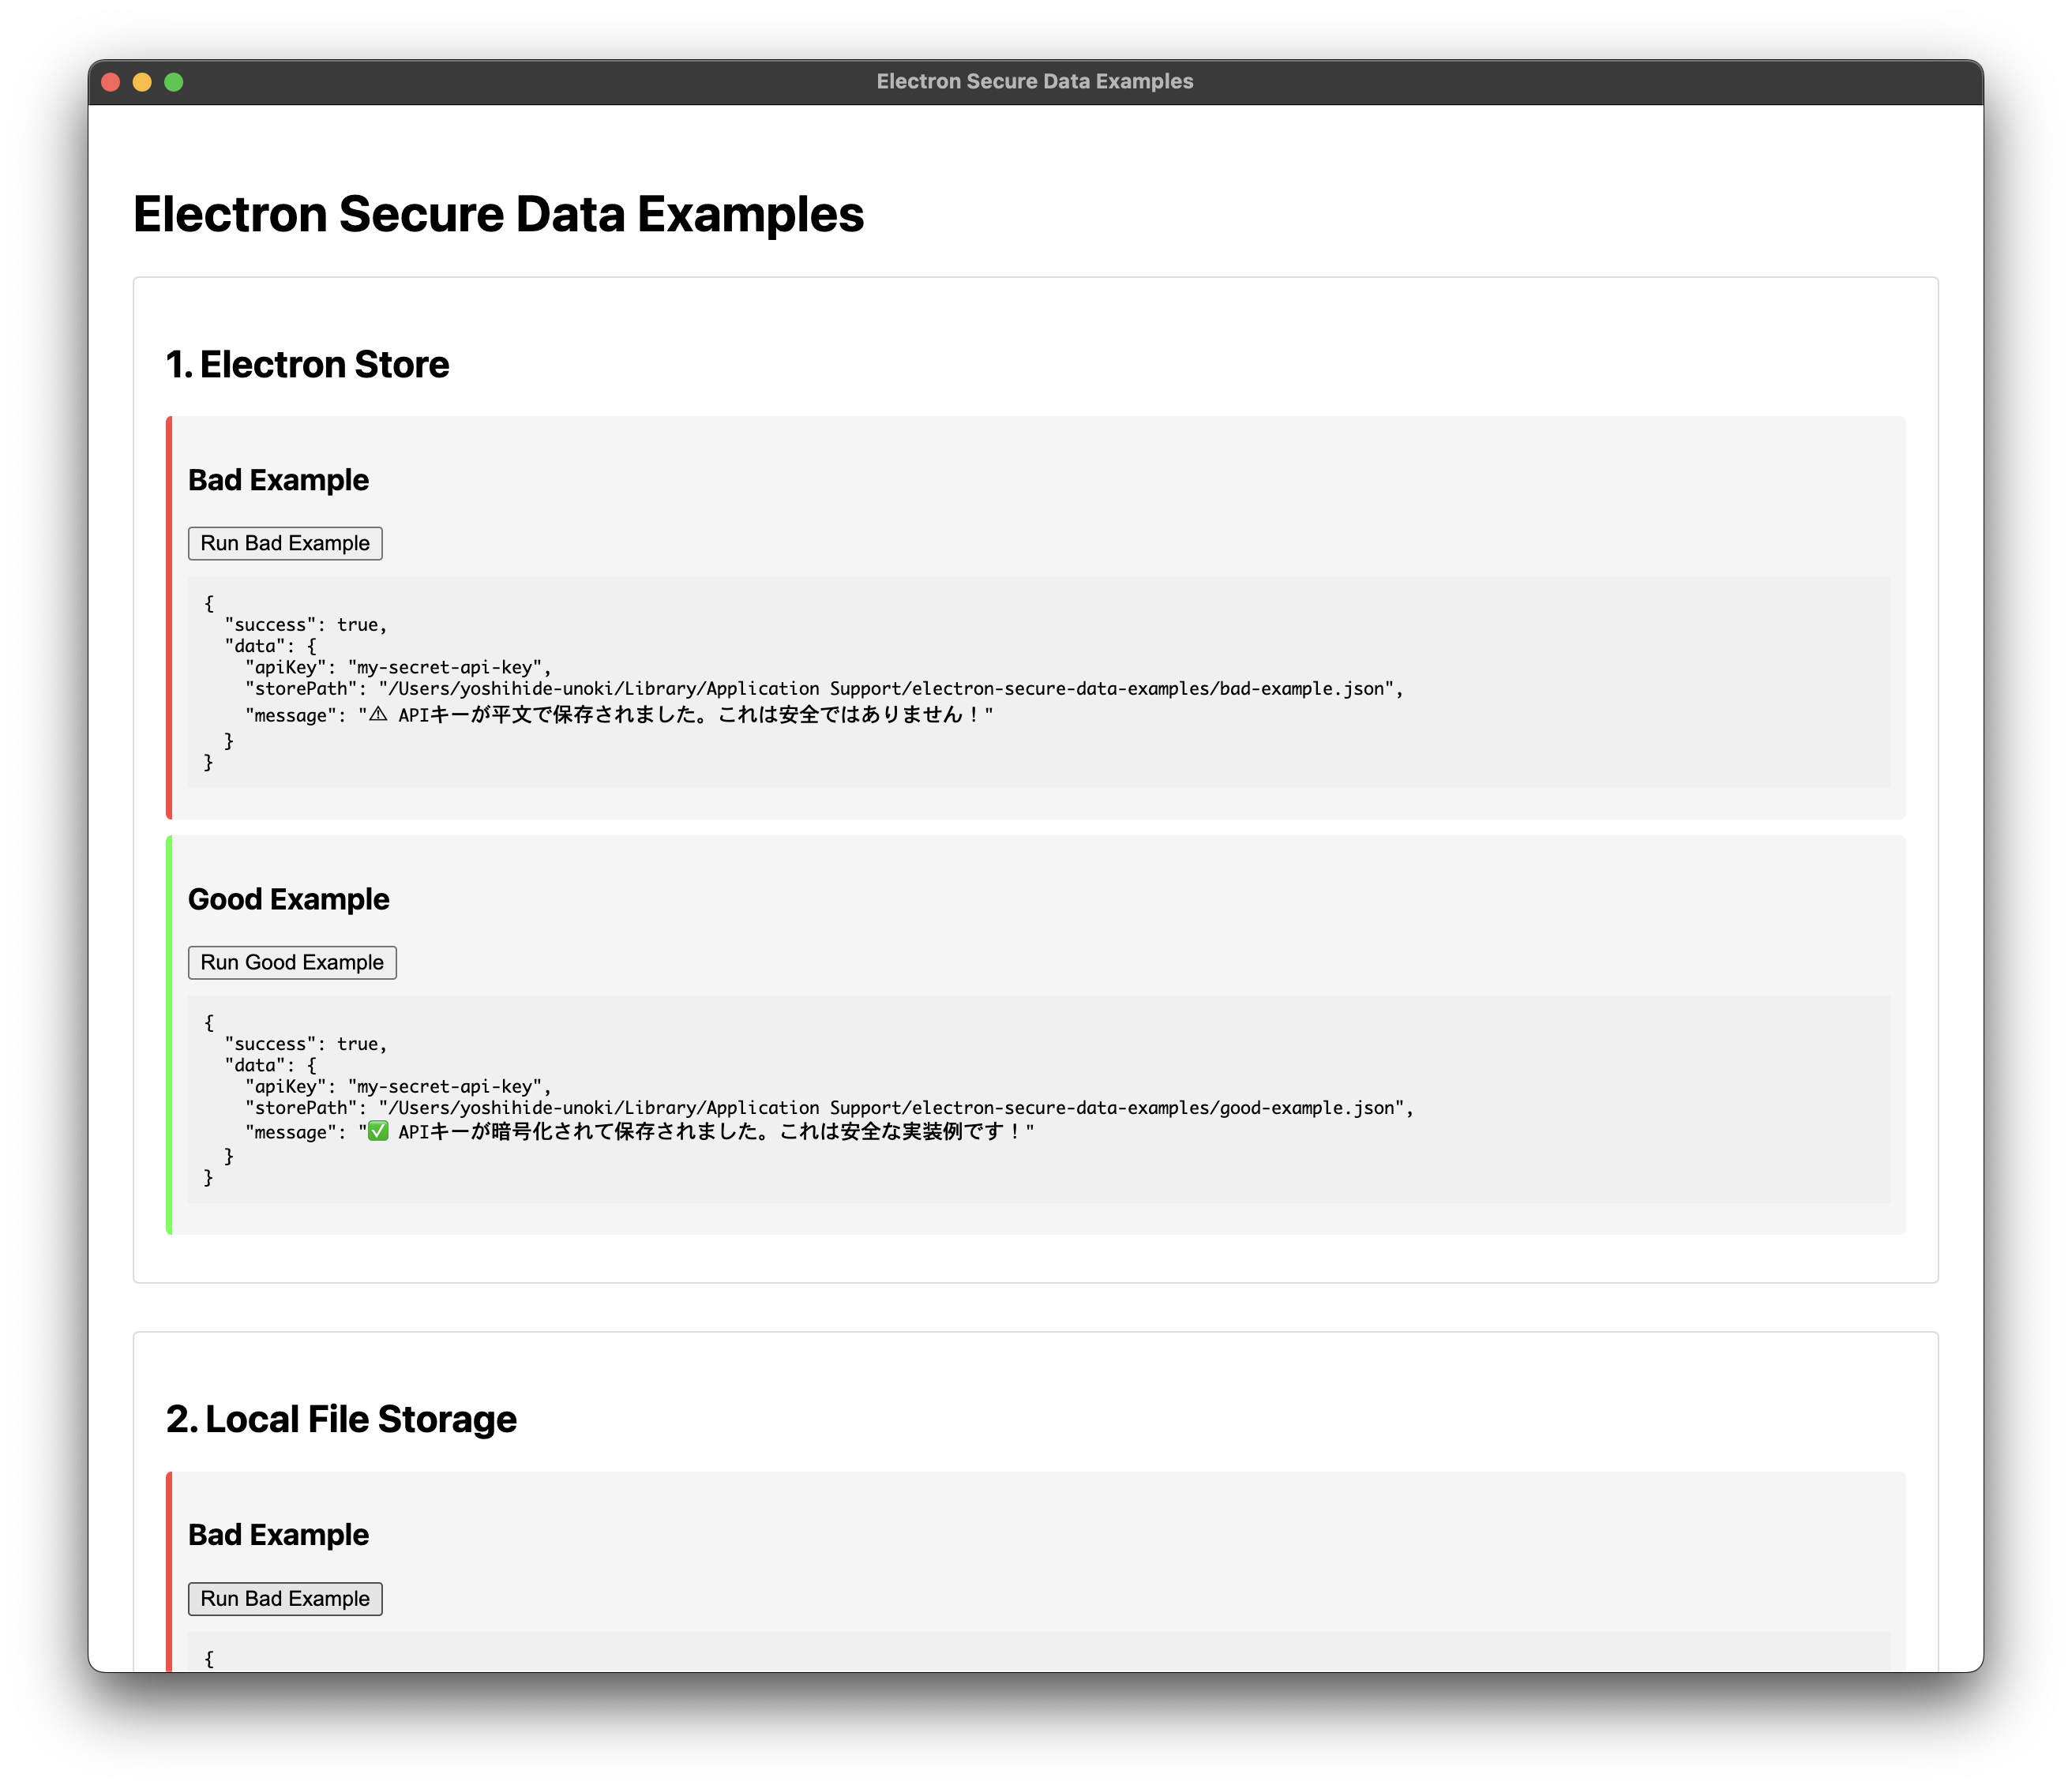 Electron Secure Data Examples
Electron Secure Data Examples
1. Electron Store
Bad Example
Run Bad Example
{
  "success": true,
  "data": {
    "apiKey": "my-secret-api-key",
    "storePath": "/Users/yoshihide-unoki/Library/Application Support/electron-secure-data-examples/bad-example.json",
    "message": "⚠ APIキーが平文で保存されました。これは安全ではありません！"
  }
}
Good Example
Run Good Example
{
  "success": true,
  "data": {
    "apiKey": "my-secret-api-key",
    "storePath": "/Users/yoshihide-unoki/Library/Application Support/electron-secure-data-examples/good-example.json",
    "message": "✅ APIキーが暗号化されて保存されました。これは安全な実装例です！"
  }
}
2. Local File Storage
Bad Example
Run Bad Example
{